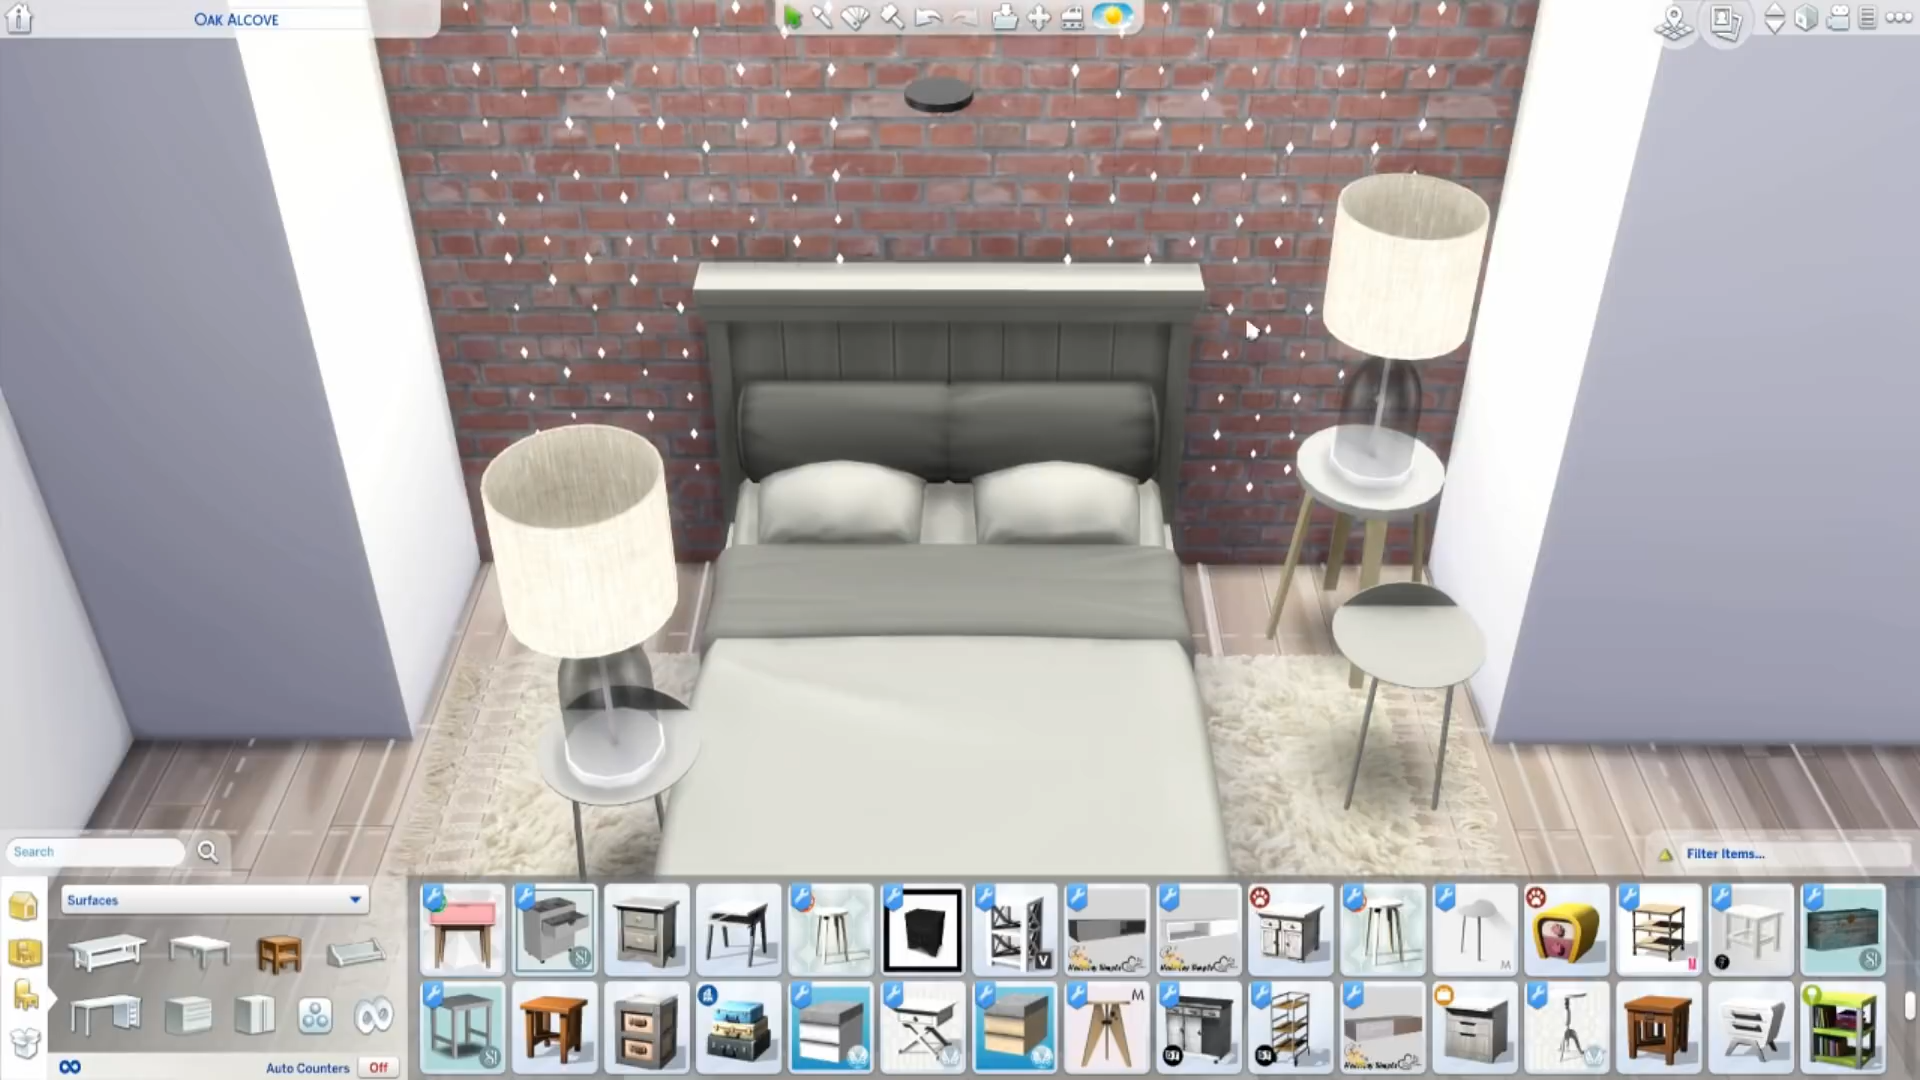 Oak Alcove
Search
Filter Items...
Surfaces
Auto Counters
Off